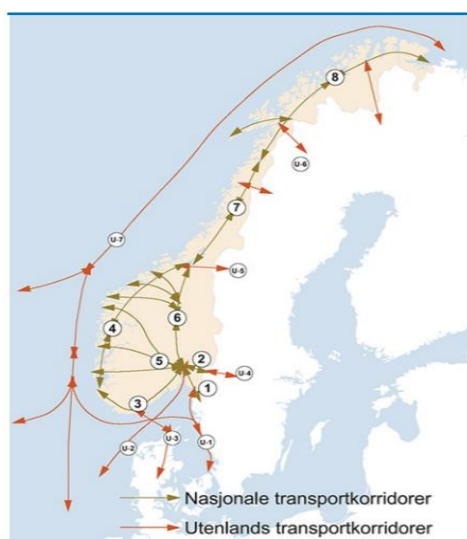 8
U-6
7
U-7
U-5
6
4
5
2
U-4
1
3
U-3
U-2
U-1
Nasjonale transportkorridorer
Utenlands transportkorridorer